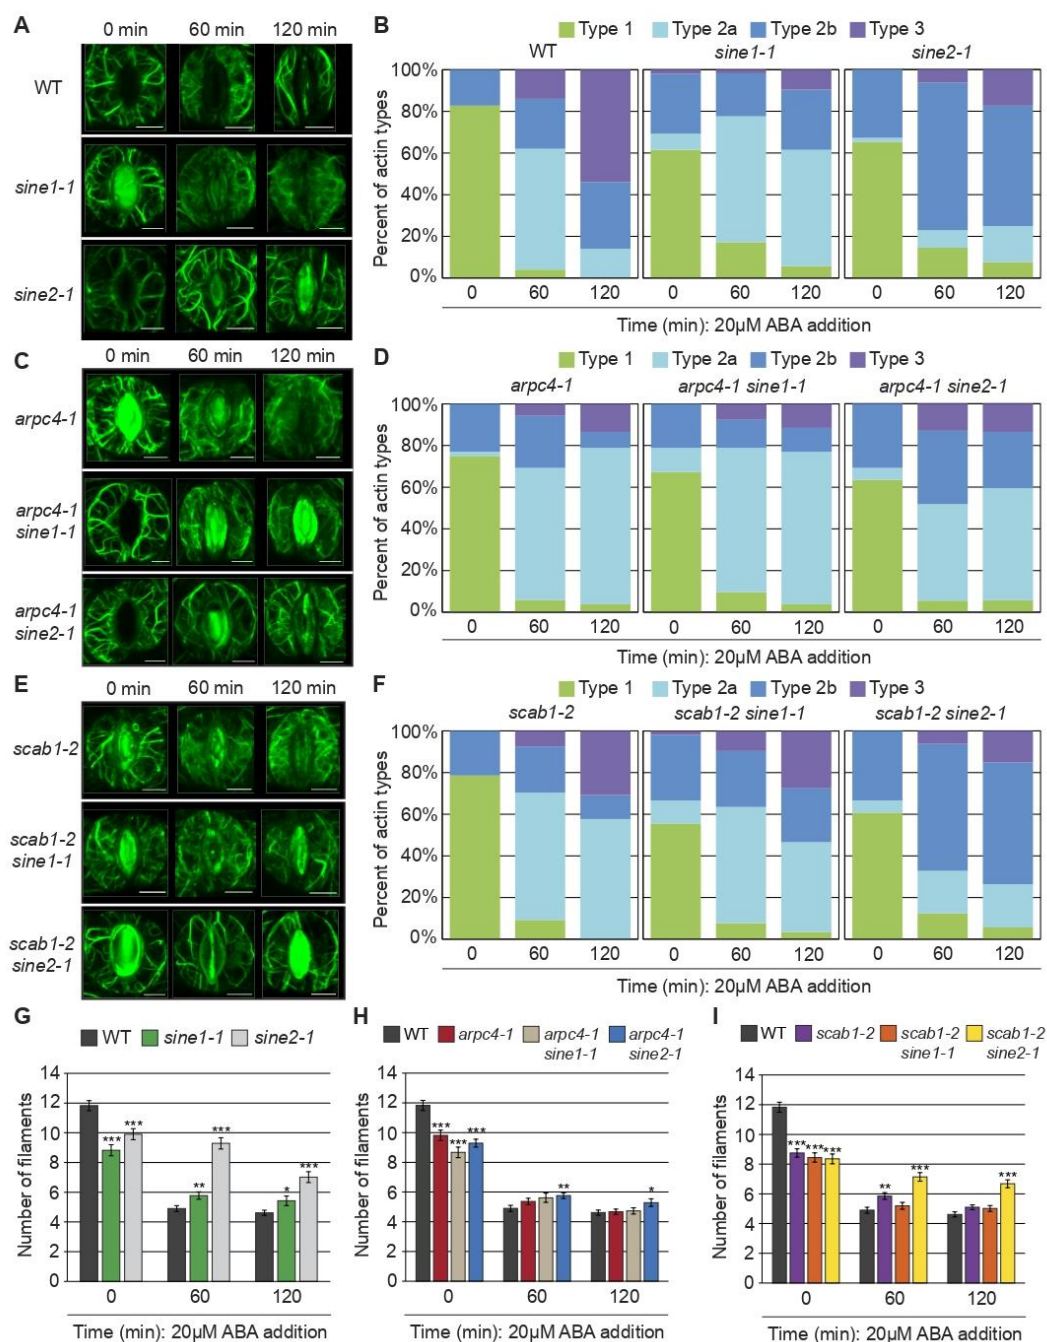 A
0 min 60 min 120 min
WT
sine1-1
sine2-1
B
Type 1 Type 2a Type 2b Type 3
WT sine1-1 sine2-1
Percent of actin types
100%
80%
60%
40%
20%
0%
0 60 120 0 60 120 0 60 120
Time (min): 20µM ABA addition
C
0 min 60 min 120 min
arpc4-1
arpc4-1
sine1-1
arpc4-1
sine2-1
D
Type 1 Type 2a Type 2b Type 3
arpc4-1 arpc4-1 sine1-1 arpc4-1 sine2-1
Percent of actin types
100%
80%
60%
40%
20%
0%
0 60 120 0 60 120 0 60 120
Time (min): 20µM ABA addition
E
0 min 60 min 120 min
scab1-2
scab1-2
sine1-1
scab1-2
sine2-1
F
Type 1 Type 2a Type 2b Type 3
scab1-2 scab1-2 sine1-1 scab1-2 sine2-1
Percent of actin types
100%
80%
60%
40%
20%
0%
0 60 120 0 60 120 0 60 120
Time (min): 20µM ABA addition
G
WT sine1-1 sine2-1
Number of filaments
14
12
10
8
6
4
2
0
*** ***
** ***
* ***
0 60 120
Time (min): 20µM ABA addition
H
WT arpc4-1 arpc4-1 arpc4-1
sine1-1 sine2-1
Number of filaments
14
12
10
8
6
4
2
0
*** *** ***
**
*
0 60 120
Time (min): 20µM ABA addition
I
WT scab1-2 scab1-2 scab1-2
sine1-1 sine2-1
Number of filaments
14
12
10
8
6
4
2
0
*** *** ***
** ***
***
0 60 120
Time (min): 20µM ABA addition